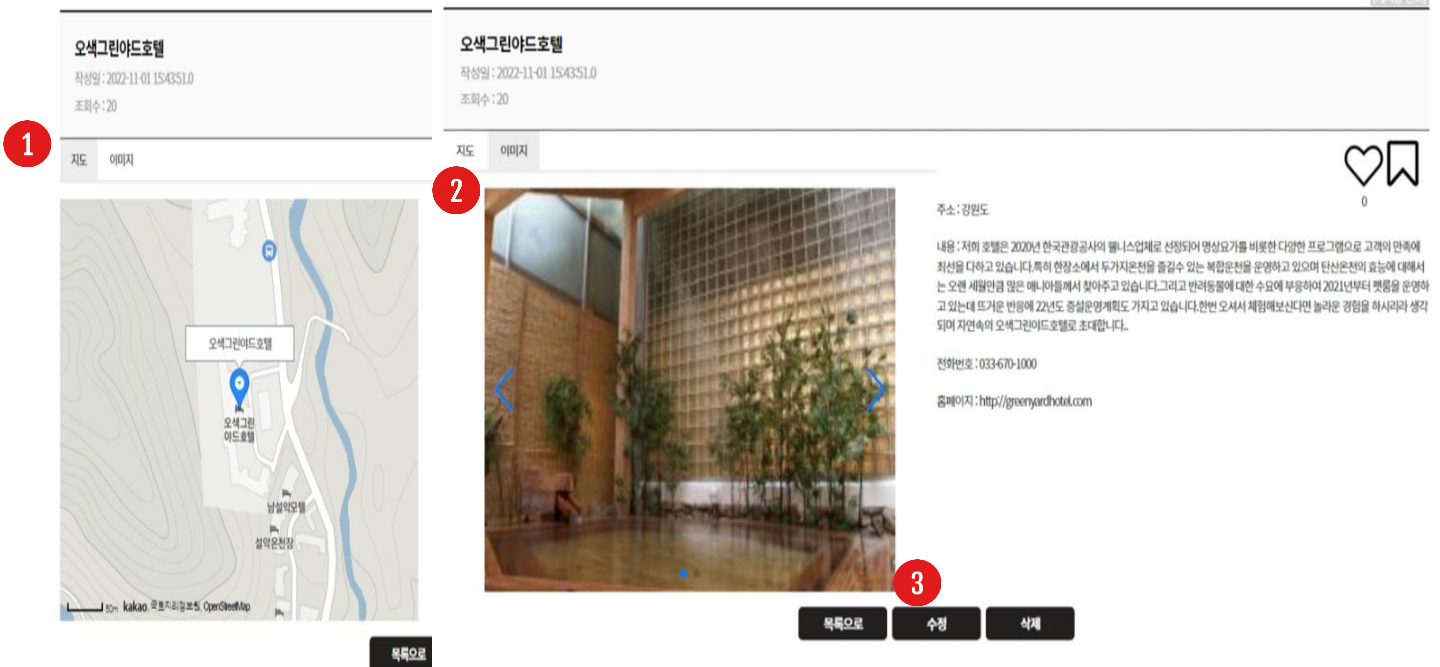 오색그린야드호텔
작성일 : 2022-11-01 15:43:51.0
조회수 : 20
1
지도 이미지
오색그린야드호텔
오색그린
야드호텔
남설악모텔
설악온천장
50m kakao, 국토지리정보원, OpenStreetMap
목록으로
오색그린야드호텔
작성일 : 2022-11-01 15:43:51.0
조회수 : 20
지도 이미지
2
0
주소 : 강원도
내용 : 저희 호텔은 2020년 한국관광공사의 웰니스업체로 선정되어 명상요가를 비롯한 다양한 프로그램으로 고객의 만족에
최선을 다하고 있습니다.특히 한장소에서 두가지온천을 즐길수 있는 복합온천을 운영하고 있으며 탄산온천의 효능에 대해서
는 오랜 세월만큼 많은 매니아들께서 찾아주고 있습니다.그리고 반려동물에 대한 수요에 부응하여 2021년부터 펫룸을 운영하
고 있는데 뜨거운 반응에 22년도 증설운영계획도 가지고 있습니다.한번 오셔서 체험해보신다면 놀라운 경험을 하시리라 생각
되며 자연속의 오색그린야드호텔로 초대합니다..
전화번호 : 033-670-1000
홈페이지 : http://greenyardhotel.com
3
목록으로 수정 삭제